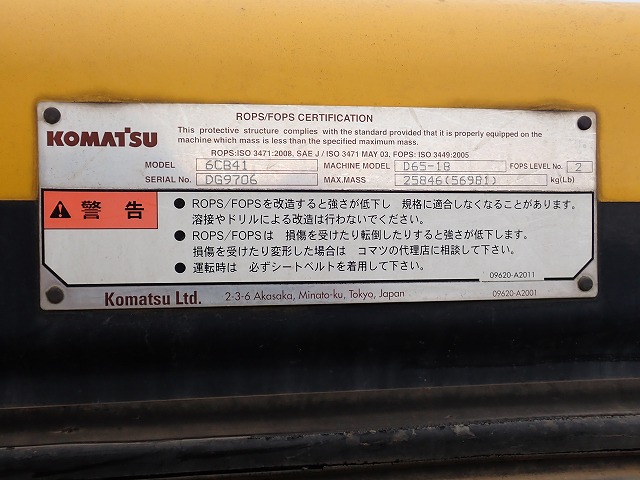 ROPS/FOPS CERTIFICATION
KOMATSU
This protective structure complies with the standard provided that it is properly equipped on the
machine which mass is less than the specified maximum mass.
ROPS:ISO 3471:2008, SAE J / ISO 3471 MAY 03, FOPS: ISO 3449:2005
MODEL 6CB41 MACHINE MODEL D65-18 FOPS LEVEL No. 2
SERIAL No. DG9706 MAX.MASS 25846(56981) kg(Lb)
警告
● ROPS/FOPSを改造すると強さが低下し 規格に適合しなくなることがあります。
溶接やドリルによる改造は行わないでください。
● ROPS/FOPSは 損傷を受けたり転倒したりすると強さが低下します。
損傷を受けたり変形した場合は コマツの代理店に相談して下さい。
● 運転時は 必ずシートベルトを着用して下さい。
09620-A2011
Komatsu Ltd. 2-3-6 Akasaka, Minato-ku, Tokyo, Japan 09620-A2001